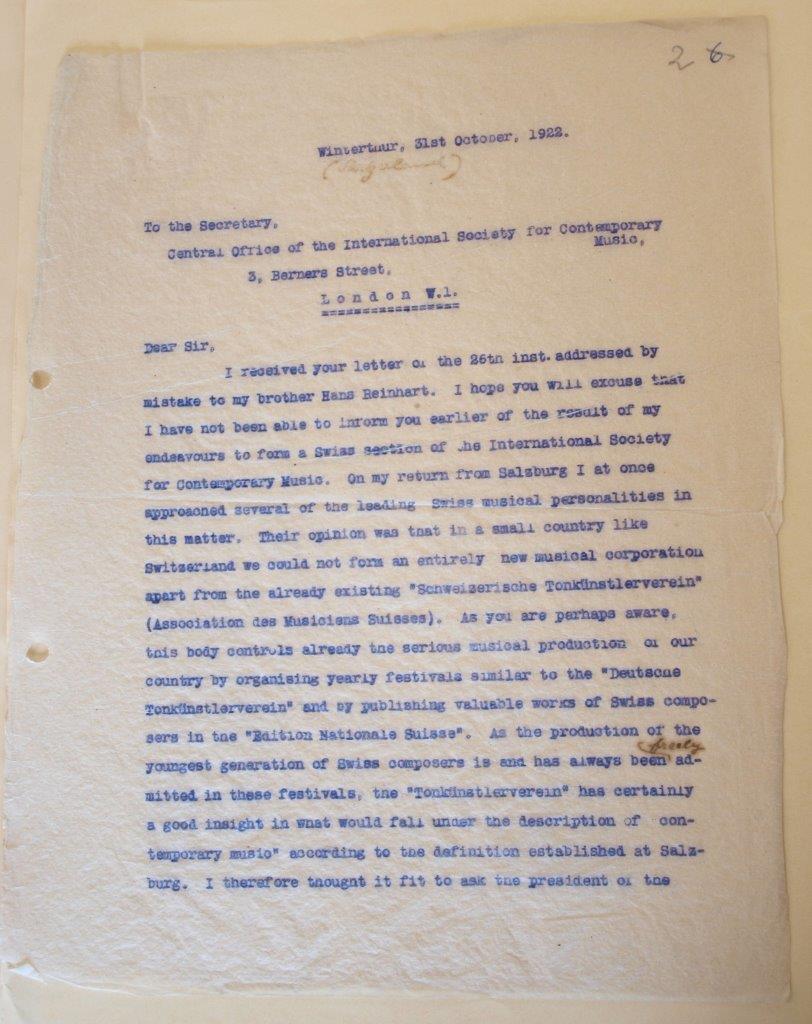 26
Winterthur, 31st October, 1922.
To the Secretary,
Central Office of the International Society for Contemporary
Music,
3, Berners Street,
London W.1.
Dear Sir,
I received your letter of the 26th inst. addressed by
mistake to my brother Hans Reinhart. I hope you will excuse that
I have not been able to inform you earlier of the result of my
endeavours to form a Swiss section of the International Society
for Contemporary Music. On my return from Salzburg I at once
approached several of the leading Swiss musical personalities in
this matter. Their opinion was that in a small country like
Switzerland we could not form an entirely new musical corporation
apart from the already existing "Schweizerische Tonkünstlerverein"
(Association des Musiciens Suisses). As you are perhaps aware,
this body controls already the serious musical production of our
country by organising yearly festivals similar to the "Deutsche
Tonkünstlerverein" and by publishing valuable works of Swiss compo-
sers in the "Edition Nationale Suisse". As the production of the
freely
youngest generation of Swiss composers is and has always been ad-
mitted in these festivals, the "Tonkünstlerverein" has certainly
a good insight in what would fall under the description of con-
temporary music" according to the definition established at Salz-
burg. I therefore thought it fit to ask the president of the